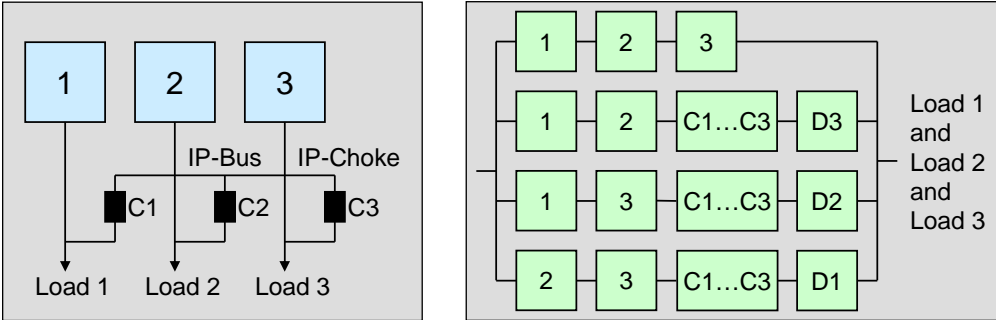 1 2 3
IP-Bus IP-Choke
C1 C2 C3
Load 1 Load 2 Load 3
1 2 3
1 2 C1…C3 D3
1 3 C1…C3 D2
2 3 C1…C3 D1
Load 1
and
Load 2
and
Load 3